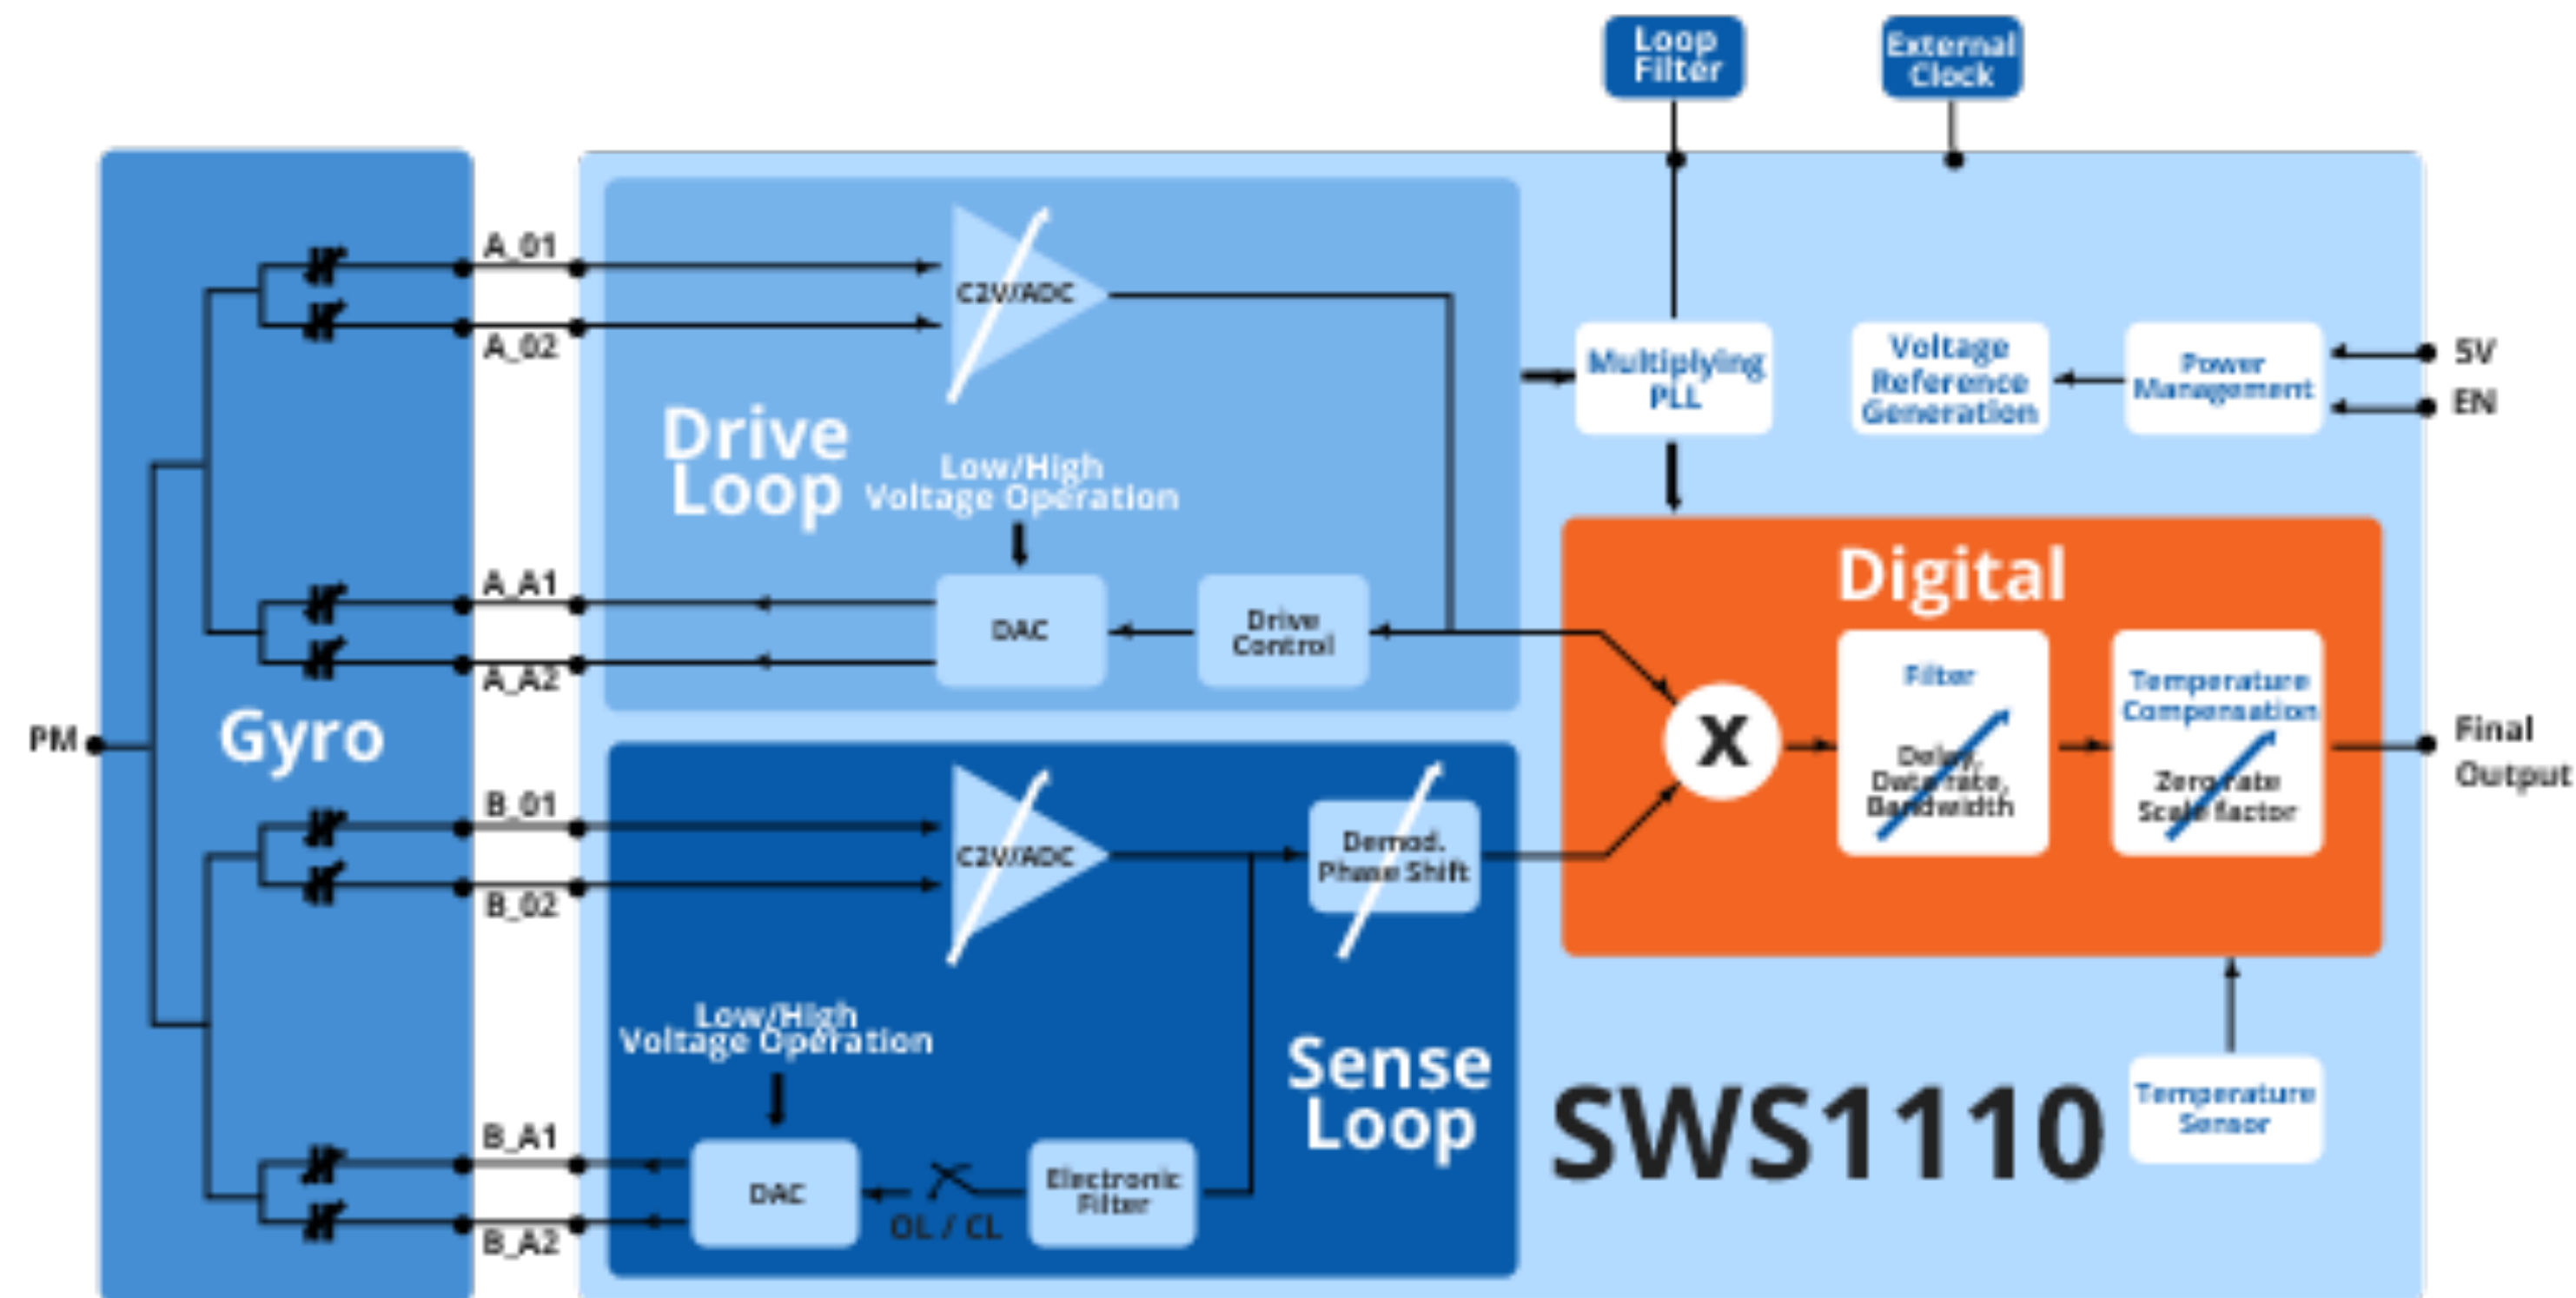 Loop
Filter
External
Clock
A_01
A_02
C2V/ADC
Drive
Loop
Low/High
Voltage Operation
Multiplying
PLL
Voltage
Reference
Generation
Power
Management
5V
EN
A_A1
A_A2
DAC
Drive
Control
Digital
PM
Gyro
X
Filter
Delay,
Data rate,
Bandwidth
Temperature
Compensation
Zero rate
Scale factor
Final
Output
B_01
B_02
C2V/ADC
Demod.
Phase Shift
Low/High
Voltage Operation
Sense
Loop
SWS1110
Temperature
Sensor
B_A1
B_A2
DAC
OL / CL
Electronic
Filter